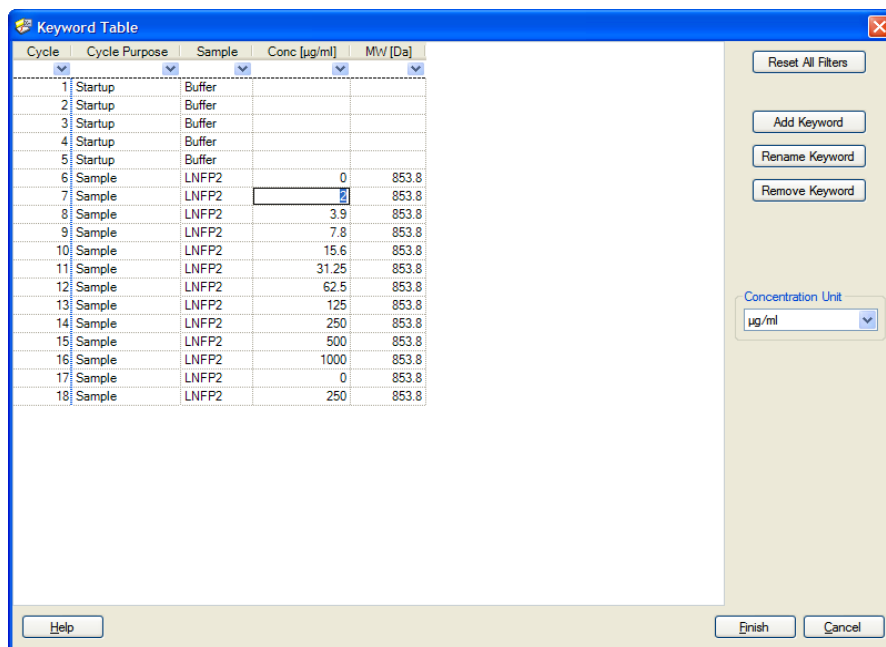 Keyword Table
Cycle Cycle Purpose Sample Conc [µg/ml] MW [Da]
Reset All Filters
1 Startup Buffer
2 Startup Buffer
3 Startup Buffer
Add Keyword
4 Startup Buffer
5 Startup Buffer
Rename Keyword
6 Sample LNFP2 0 853.8
7 Sample LNFP2 2 853.8
Remove Keyword
8 Sample LNFP2 3.9 853.8
9 Sample LNFP2 7.8 853.8
10 Sample LNFP2 15.6 853.8
11 Sample LNFP2 31.25 853.8
12 Sample LNFP2 62.5 853.8
Concentration Unit
13 Sample LNFP2 125 853.8
14 Sample LNFP2 250 853.8
µg/ml
15 Sample LNFP2 500 853.8
16 Sample LNFP2 1000 853.8
17 Sample LNFP2 0 853.8
18 Sample LNFP2 250 853.8
Help Finish Cancel